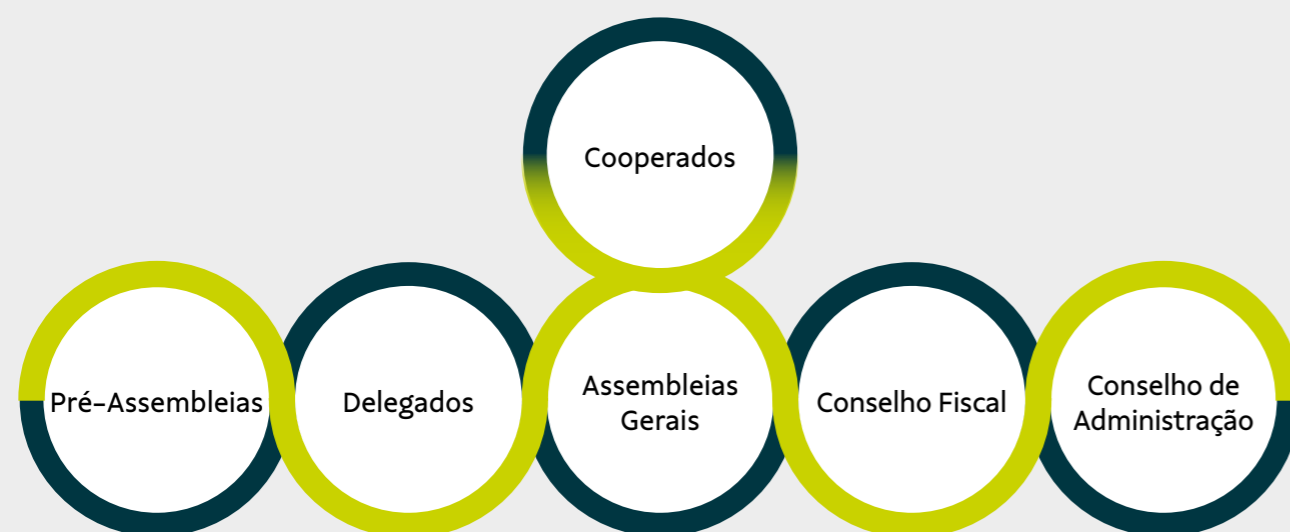 Cooperados
Pré-Assembleias
Delegados
Assembleias
Gerais
Conselho Fiscal
Conselho de
Administração